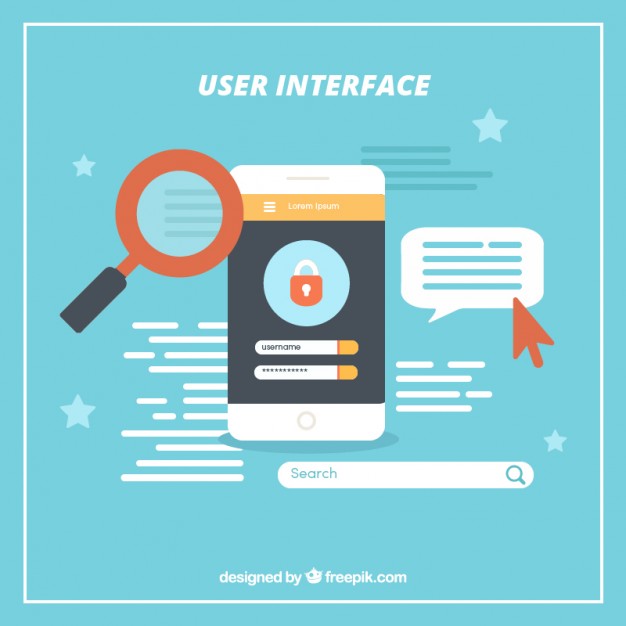 USER INTERFACE
Lorem Ipsum
username
***********
Search
designed by freepik.com